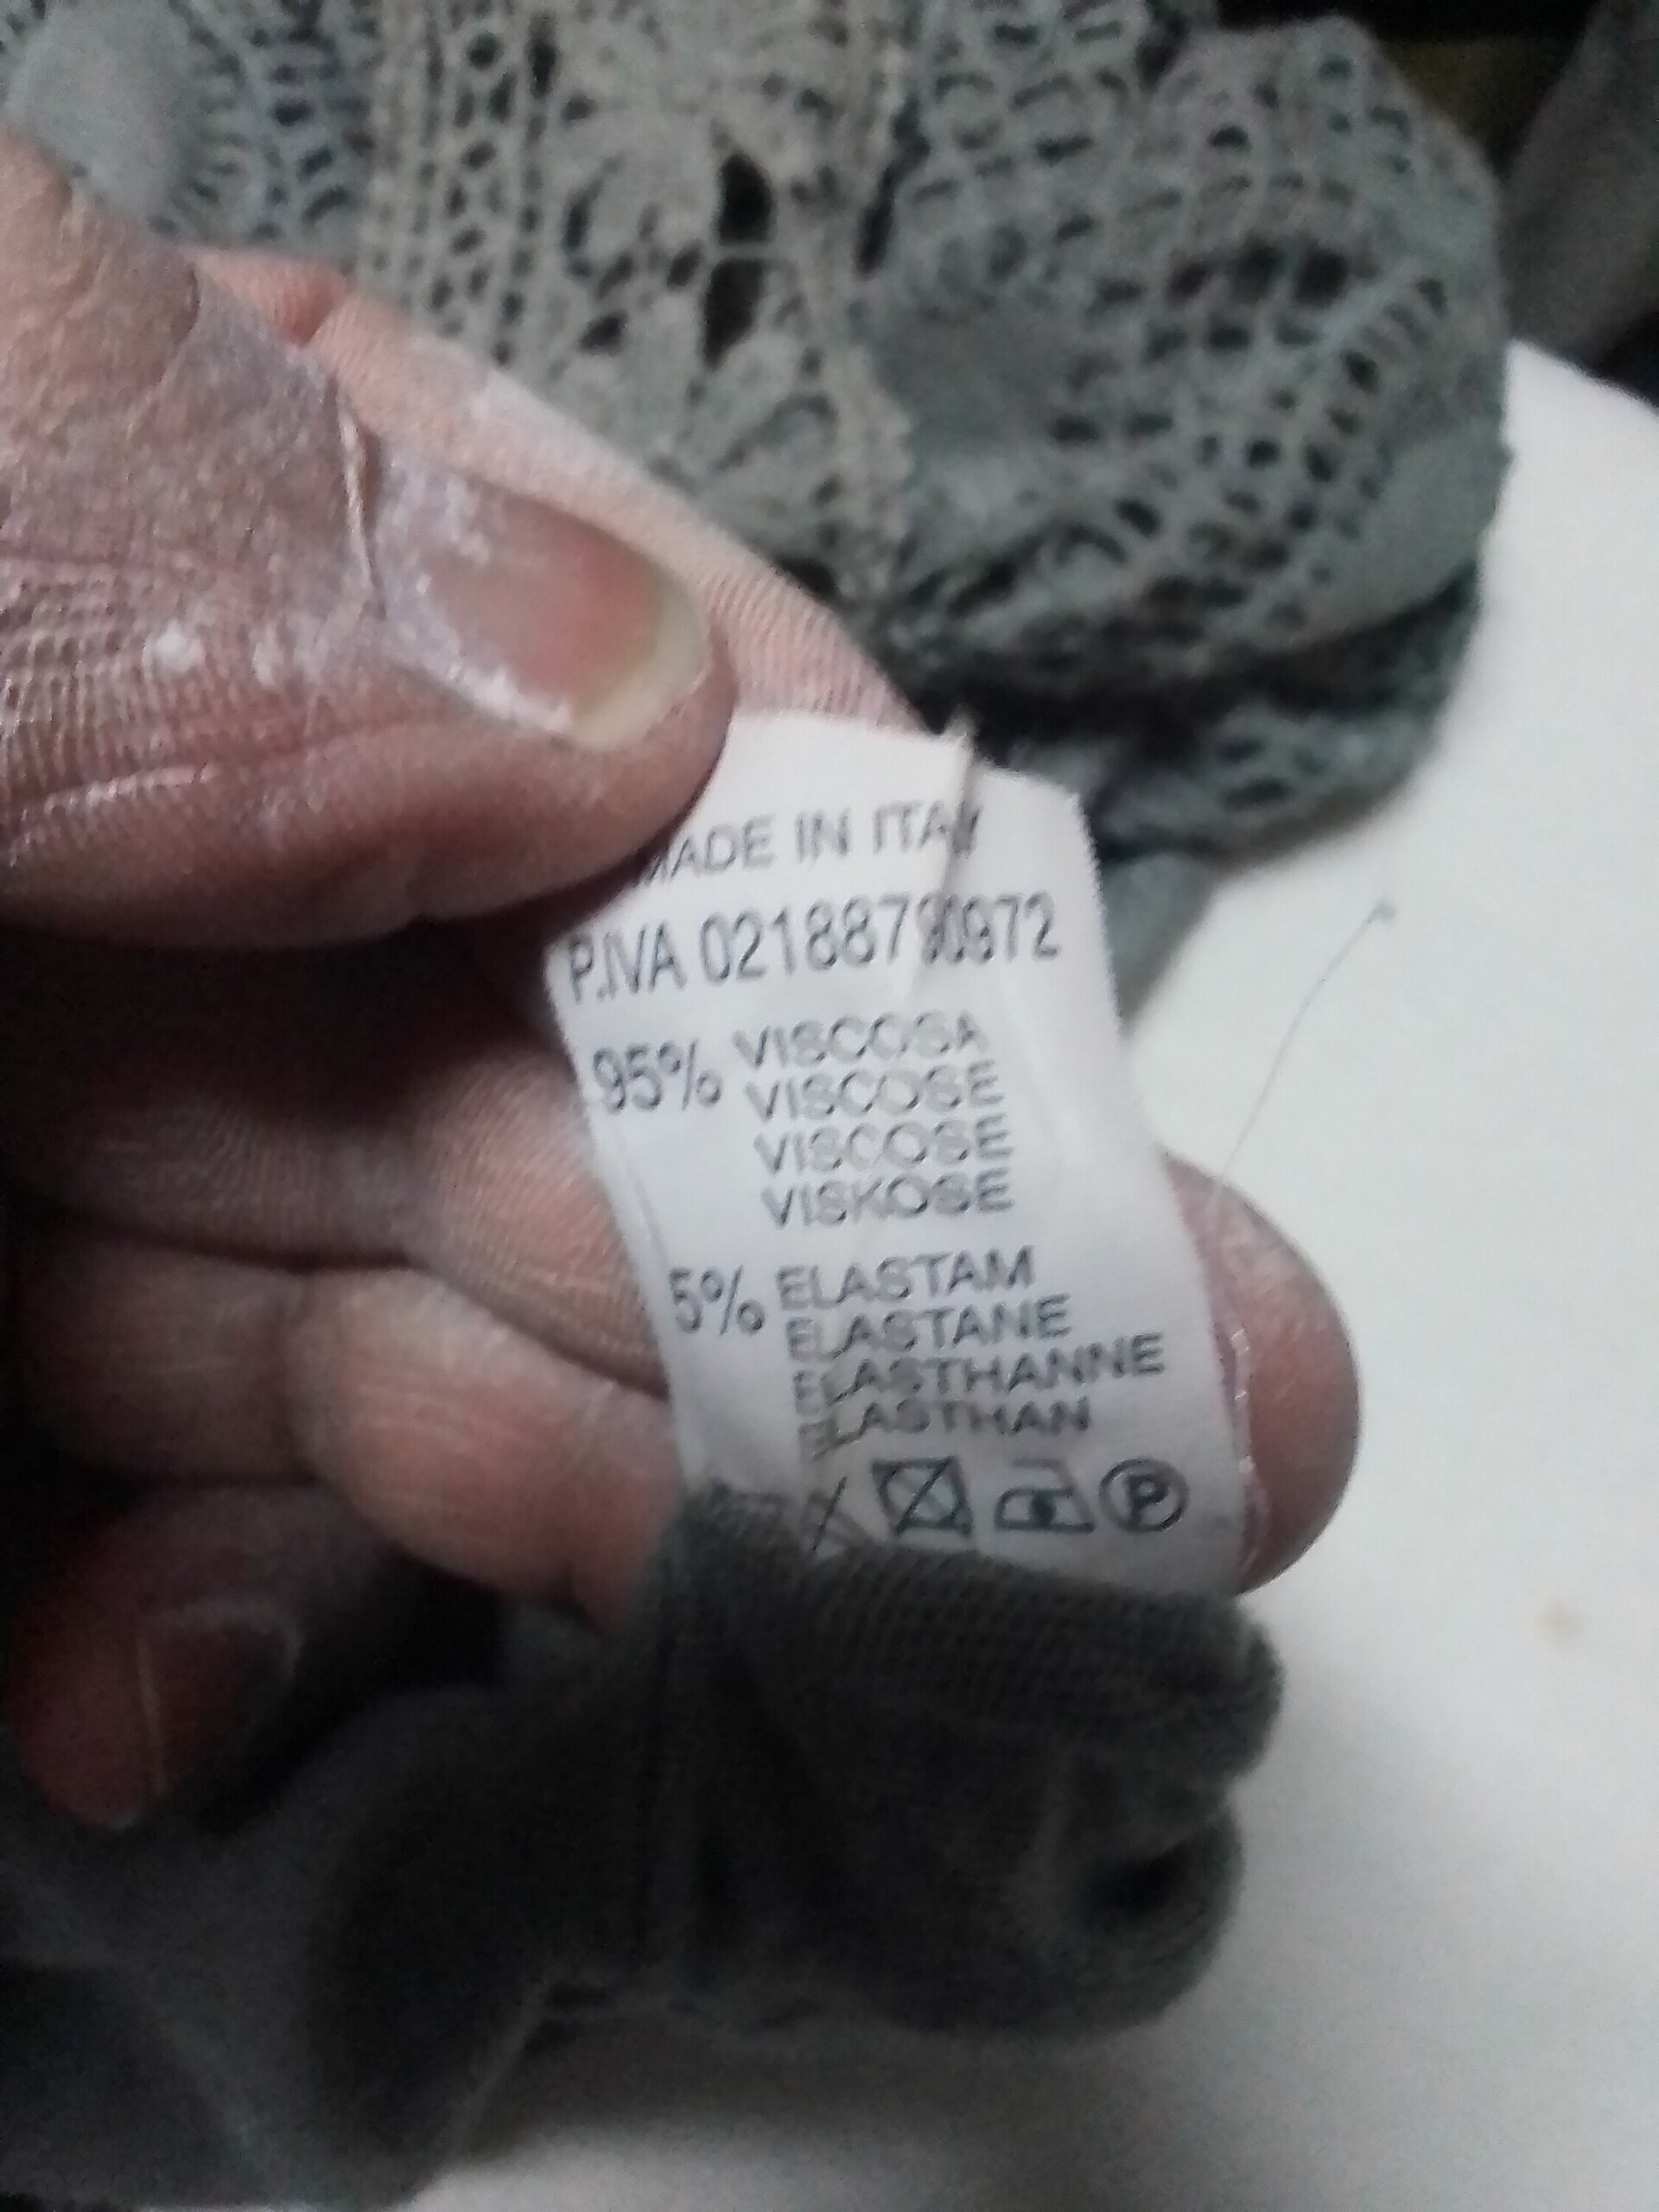 MADE IN ITALY
P.IVA 02188790972
95% VISCOSA
VISCOSE
VISCOSE
VISKOSE
5% ELASTAM
ELASTANE
ELASTHANNE
ELASTHAN
P